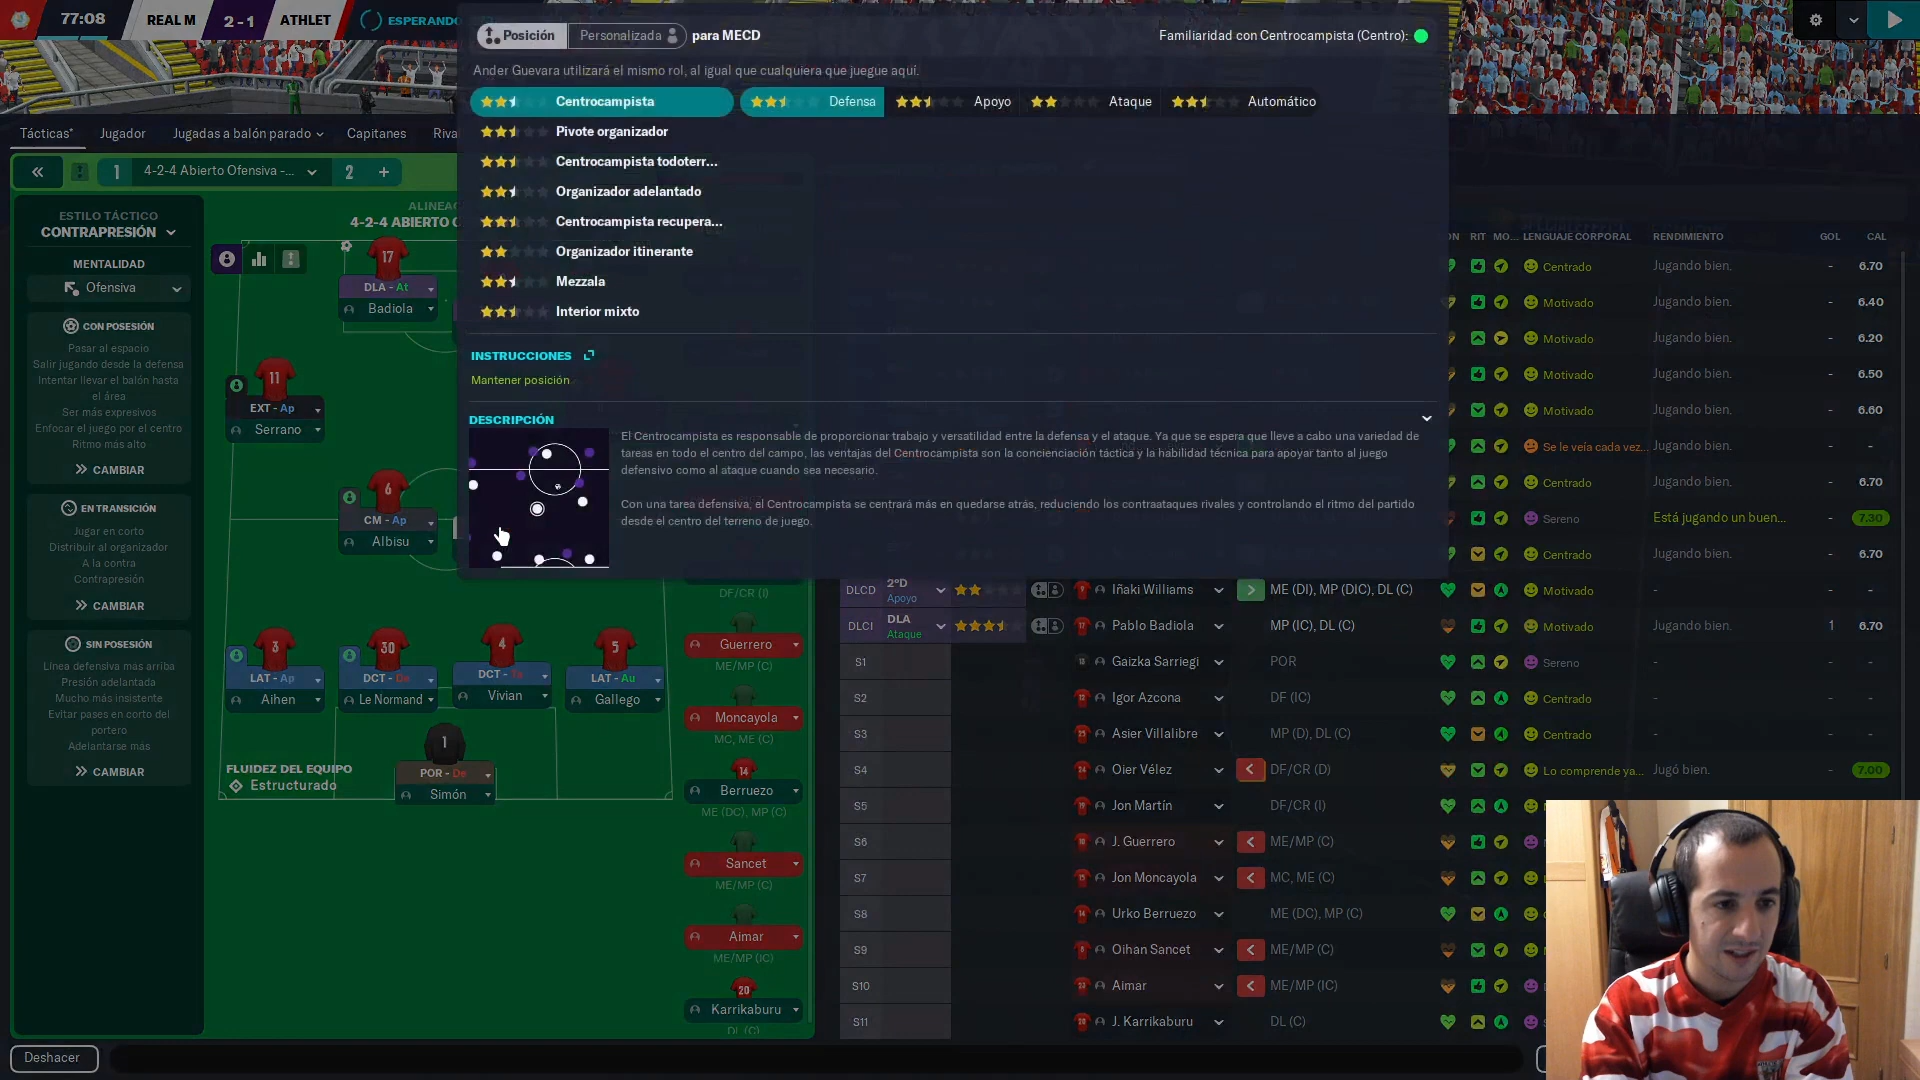 77:08
REAL M
2 - 1
ATHLET
ESPERANDO
Posición
Personalizada
para MECD
Familiaridad con Centrocampista (Centro):
Ander Guevara utilizará el mismo rol, al igual que cualquiera que juegue aquí.
Centrocampista
Defensa
Apoyo
Ataque
Automático
Pivote organizador
Centrocampista todoterr...
Organizador adelantado
Centrocampista recupera...
Organizador itinerante
Mezzala
Interior mixto
INSTRUCCIONES
Mantener posición
DESCRIPCIÓN
El Centrocampista es responsable de proporcionar trabajo y versatilidad entre la defensa y el ataque. Ya que se espera que lleve a cabo una variedad de
tareas en todo el centro del campo, las ventajas del Centrocampista son la concienciación táctica y la habilidad técnica para apoyar tanto al juego
defensivo como al ataque cuando sea necesario.
Con una tarea defensiva, el Centrocampista se centrará más en quedarse atrás, reduciendo los contraataques rivales y controlando el ritmo del partido
desde el centro del terreno de juego.
Tácticas*
Jugador
Jugadas a balón parado
Capitanes
Riva
1
4-2-4 Abierto Ofensiva -...
2
+
ESTILO TÁCTICO
CONTRAPRESIÓN
MENTALIDAD
Ofensiva
CON POSESIÓN
Pasar al espacio
Salir jugando desde la defensa
Intentar llevar el balón hasta
el área
Ser más expresivos
Enfocar el juego por el centro
Ritmo más alto
CAMBIAR
EN TRANSICIÓN
Jugar en corto
Distribuir al organizador
A la contra
Contrapresión
CAMBIAR
SIN POSESIÓN
Línea defensiva mas arriba
Presión adelantada
Mucho más insistente
Evitar pases en corto del
portero
Adelantarse más
CAMBIAR
ALINEAC
4-2-4 ABIERTO O
17
DLA - At
Badiola
11
EXT - Ap
Serrano
6
CM - Ap
Albisu
3
LAT - Ap
Aihen
30
DCT - De
Le Normand
4
DCT - Ta
Vivian
5
LAT - Au
Gallego
1
POR - De
Simón
FLUIDEZ DEL EQUIPO
Estructurado
DF/CR (I)
Guerrero
ME/MP (C)
Moncayola
MC, ME (C)
14
Berruezo
ME (DC), MP (C)
Sancet
ME/MP (C)
Aimar
ME/MP (IC)
20
Karrikaburu
DL (C)
ÓN RIT MO... LENGUAJE CORPORAL RENDIMIENTO GOL CAL
Centrado Jugando bien. - 6.70
Motivado Jugando bien. - 6.40
Motivado Jugando bien. - 6.20
Motivado Jugando bien. - 6.50
Motivado Jugando bien. - 6.60
Se le veía cada vez... Jugando bien. -
Centrado Jugando bien. - 6.70
Sereno Está jugando un buen... - 7.30
Centrado Jugando bien. - 6.70
DLCD 2ºD Apoyo Iñaki Williams ME (DI), MP (DIC), DL (C) Motivado - - -
DLCI DLA Ataque Pablo Badiola MP (IC), DL (C) Motivado Jugando bien. 1 6.70
S1 Gaizka Sarriegi POR Sereno - - -
S2 Igor Azcona DF (IC) Centrado - - -
S3 Asier Villalibre MP (D), DL (C) Centrado - - -
S4 Oier Vélez DF/CR (D) Lo comprende ya... Jugó bien. - 7.00
S5 Jon Martín DF/CR (I)
S6 J. Guerrero ME/MP (C)
S7 Jon Moncayola MC, ME (C)
S8 Urko Berruezo ME (DC), MP (C)
S9 Oihan Sancet ME/MP (C)
S10 Aimar ME/MP (IC)
S11 J. Karrikaburu DL (C)
Deshacer